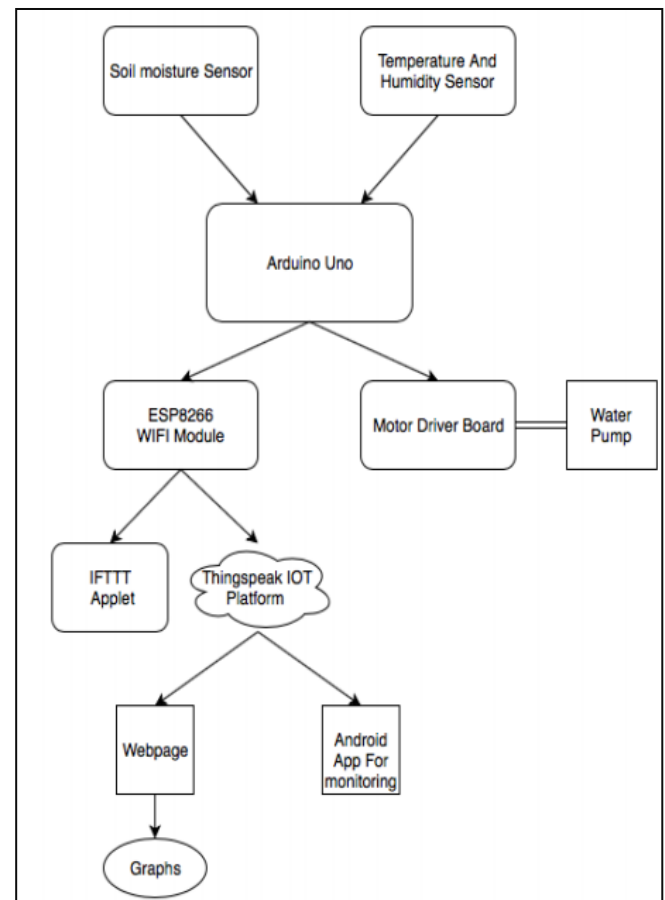 Soil moisture Sensor
Temperature And
Humidity Sensor
Arduino Uno
ESP8266
WIFI Module
Motor Driver Board
Water
Pump
IFTTT
Applet
Thingspeak IOT
Platform
Webpage
Android
App For
monitoring
Graphs